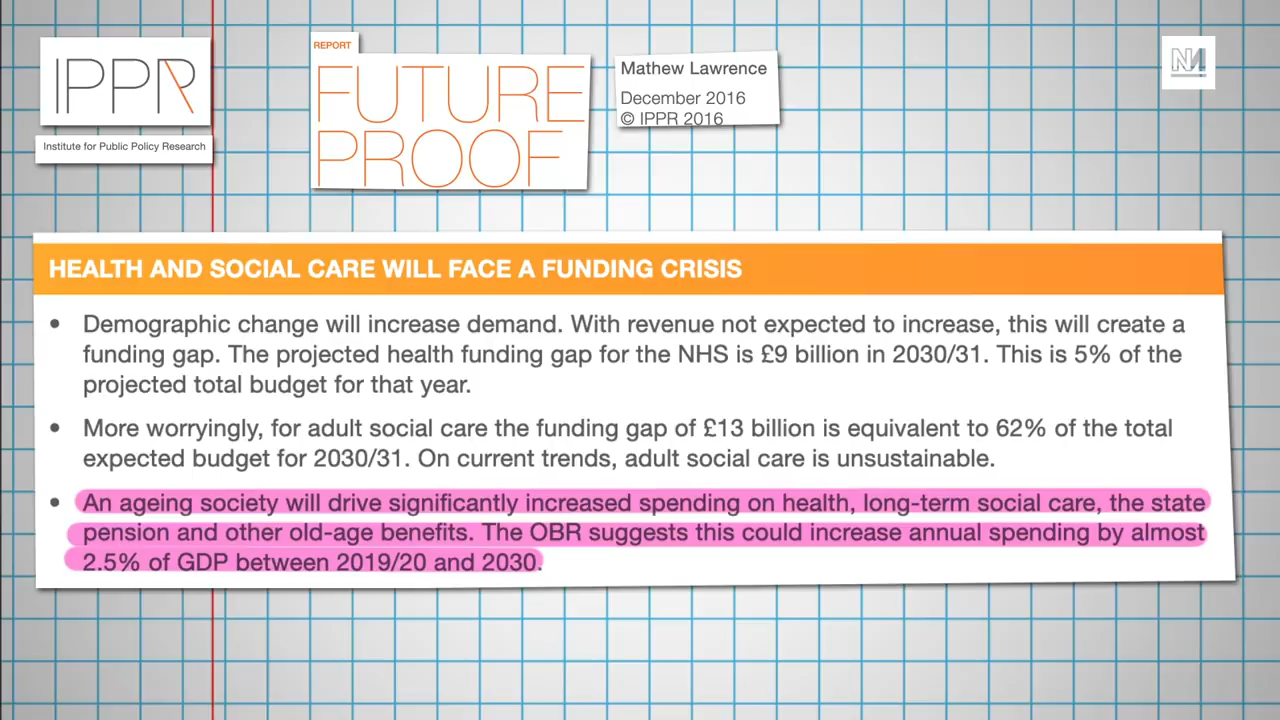 IPPR
Institute for Public Policy Research
REPORT
FUTURE
PROOF
Mathew Lawrence
December 2016
© IPPR 2016
HEALTH AND SOCIAL CARE WILL FACE A FUNDING CRISIS
• Demographic change will increase demand. With revenue not expected to increase, this will create a
funding gap. The projected health funding gap for the NHS is £9 billion in 2030/31. This is 5% of the
projected total budget for that year.
• More worryingly, for adult social care the funding gap of £13 billion is equivalent to 62% of the total
expected budget for 2030/31. On current trends, adult social care is unsustainable.
• An ageing society will drive significantly increased spending on health, long-term social care, the state
pension and other old-age benefits. The OBR suggests this could increase annual spending by almost
2.5% of GDP between 2019/20 and 2030.